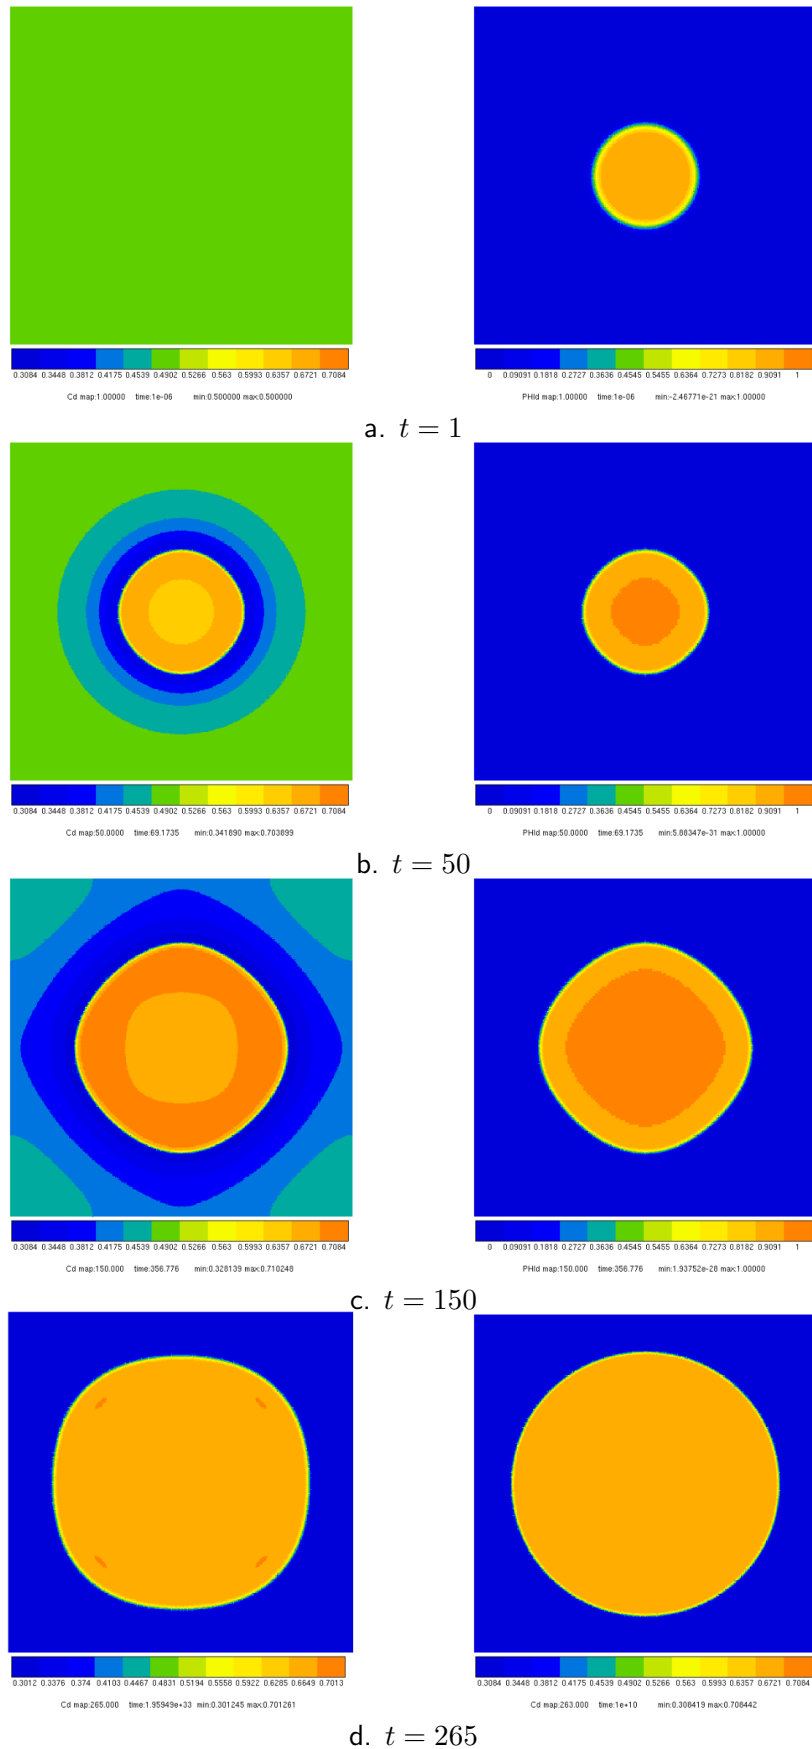 0.3084 0.3448 0.3812 0.4175 0.4539 0.4902 0.5266 0.563 0.5993 0.6357 0.6721 0.7084
Cd map:1.00000 time:1e-06 min:0.500000 max:0.500000
0 0.09091 0.1818 0.2727 0.3636 0.4545 0.5455 0.6364 0.7273 0.8182 0.9091 1
PHId map:1.00000 time:1e-06 min:-2.46771e-21 max:1.00000
a. t = 1
0.3084 0.3448 0.3812 0.4175 0.4539 0.4902 0.5266 0.563 0.5993 0.6357 0.6721 0.7084
Cd map:50.0000 time:69.1735 min:0.341890 max:0.703899
0 0.09091 0.1818 0.2727 0.3636 0.4545 0.5455 0.6364 0.7273 0.8182 0.9091 1
PHId map:50.0000 time:69.1735 min:5.88347e-31 max:1.00000
b. t = 50
0.3084 0.3448 0.3812 0.4175 0.4539 0.4902 0.5266 0.563 0.5993 0.6357 0.6721 0.7084
Cd map:150.000 time:356.776 min:0.328139 max:0.710248
0 0.09091 0.1818 0.2727 0.3636 0.4545 0.5455 0.6364 0.7273 0.8182 0.9091 1
PHId map:150.000 time:356.776 min:1.93752e-28 max:1.00000
c. t = 150
0.3012 0.3376 0.374 0.4103 0.4467 0.4831 0.5194 0.5558 0.5922 0.6285 0.6649 0.7013
Cd map:265.000 time:1.95949e+33 min:0.301245 max:0.701261
0.3084 0.3448 0.3812 0.4175 0.4539 0.4902 0.5266 0.563 0.5993 0.6357 0.6721 0.7084
Cd map:263.000 time:1e+10 min:0.308419 max:0.708442
d. t = 265